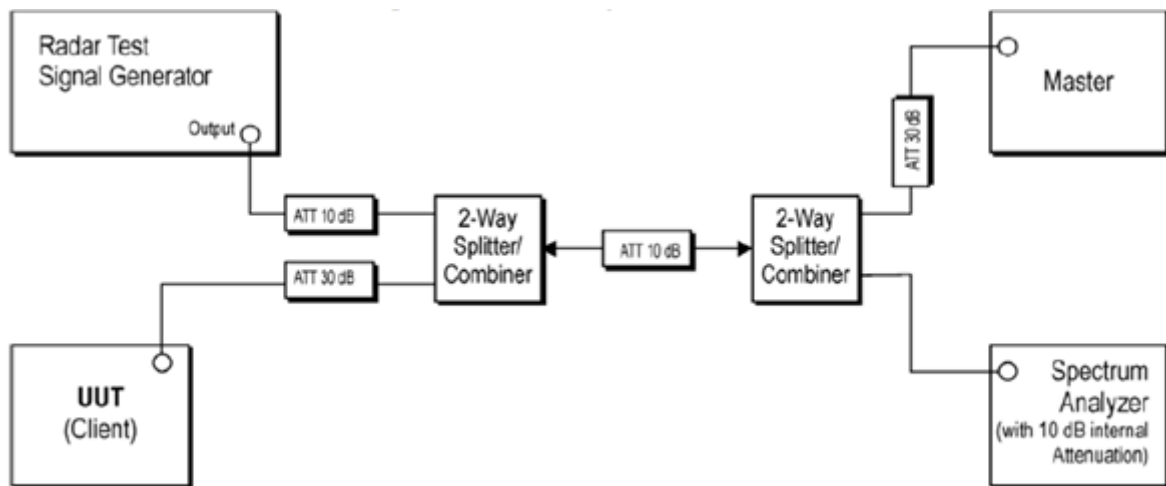 Radar Test
Signal Generator
Output
ATT 10 dB
ATT 30 dB
UUT
(Client)
2-Way
Splitter/
Combiner
ATT 10 dB
2-Way
Splitter/
Combiner
ATT 30 dB
Master
Spectrum
Analyzer
(with 10 dB internal
Attenuation)